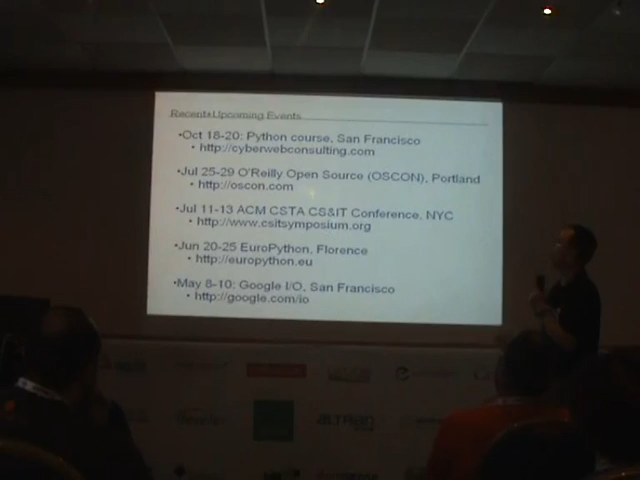 Recent+Upcoming Events
•Oct 18-20: Python course, San Francisco
• http://cyberwebconsulting.com
•Jul 25-29 O'Reilly Open Source (OSCON), Portland
• http://oscon.com
•Jul 11-13 ACM CSTA CS&IT Conference, NYC
• http://www.csitsymposium.org
•Jun 20-25 EuroPython, Florence
• http://europython.eu
•May 8-10: Google I/O, San Francisco
• http://google.com/io
aLTRaN